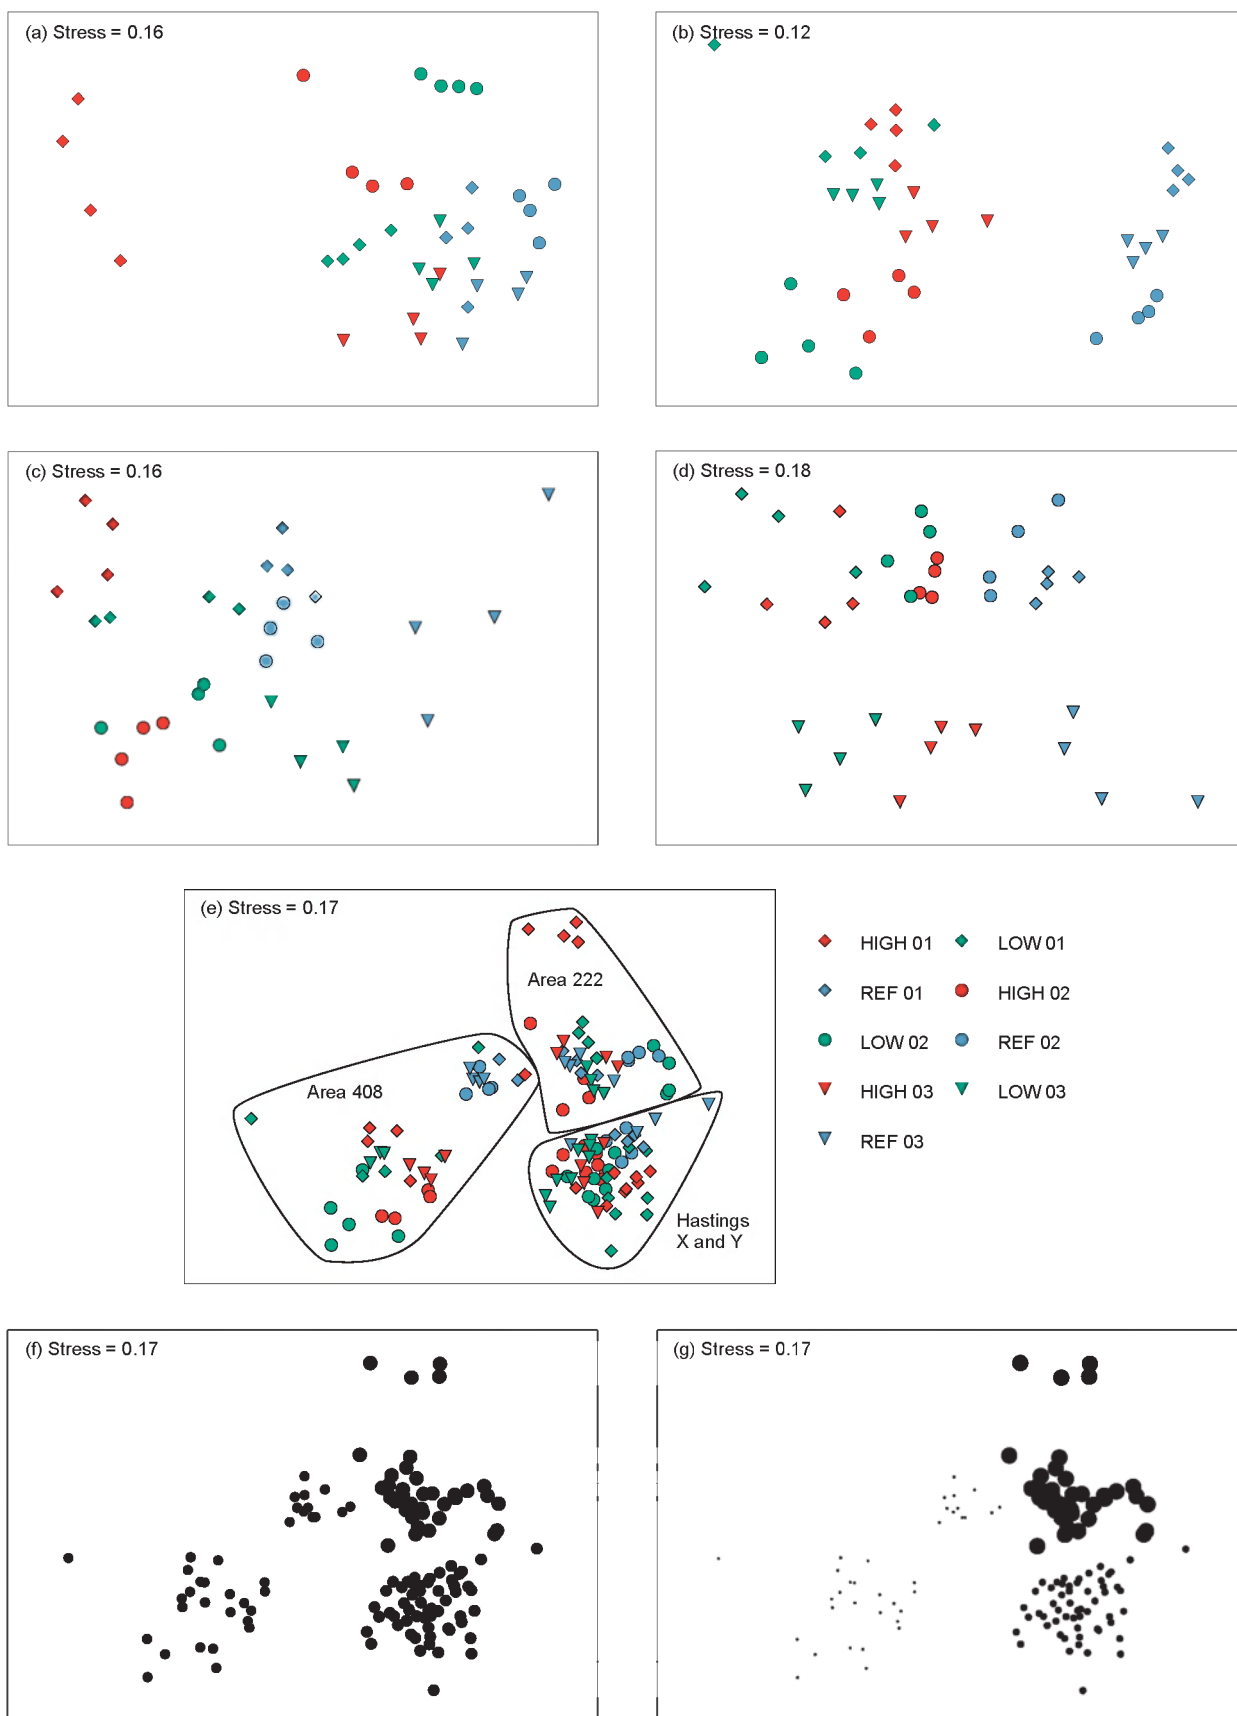 (a) Stress = 0.16
(b) Stress = 0.12
(c) Stress = 0.16
(d) Stress = 0.18
(e) Stress = 0.17
Area 222
Area 408
Hastings
X and Y
HIGH 01
LOW 01
REF 01
HIGH 02
LOW 02
REF 02
HIGH 03
LOW 03
REF 03
(f) Stress = 0.17
(g) Stress = 0.17